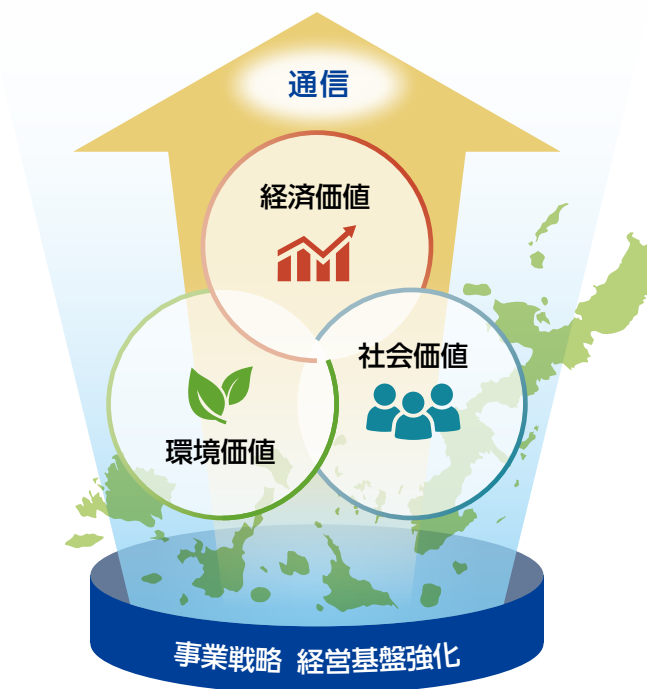 通信
経済価値
社会価値
環境価値
事業戦略 経営基盤強化